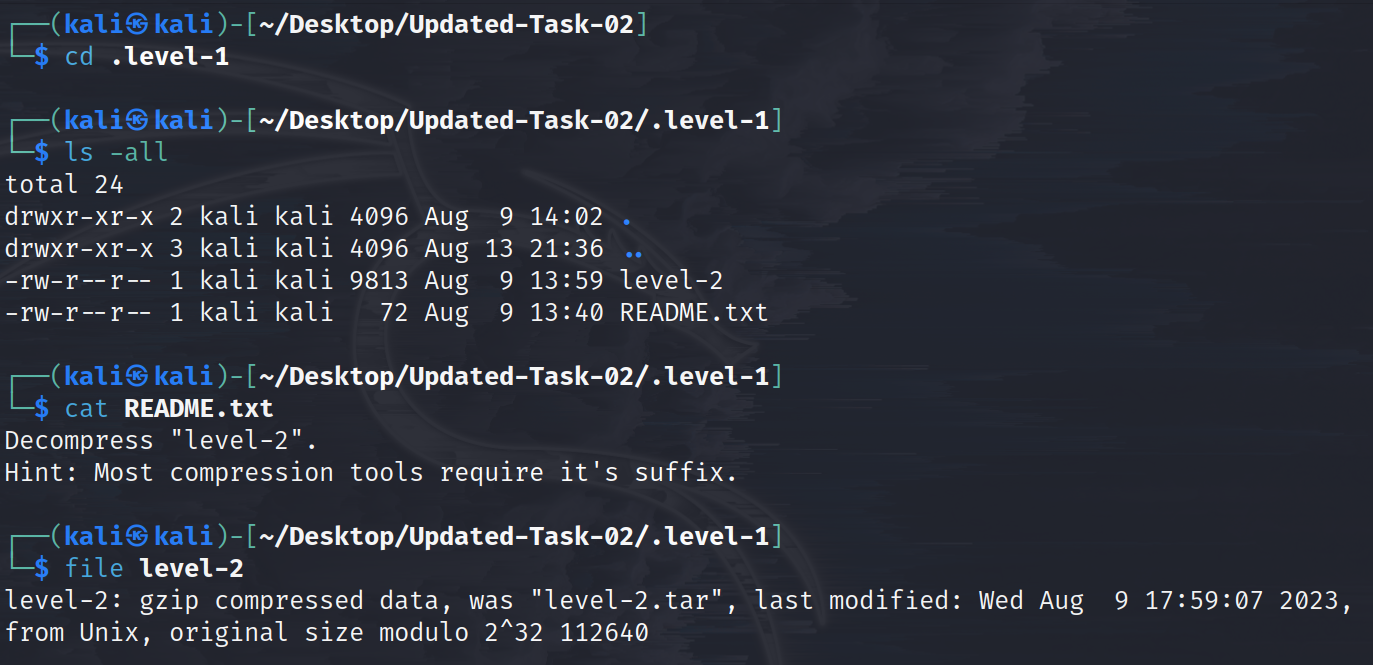 ┌──(kali㉿kali)-[~/Desktop/Updated-Task-02]
└─$ cd .level-1
┌──(kali㉿kali)-[~/Desktop/Updated-Task-02/.level-1]
└─$ ls -all
total 24
drwxr-xr-x 2 kali kali 4096 Aug  9 14:02 .
drwxr-xr-x 3 kali kali 4096 Aug 13 21:36 ..
-rw-r--r-- 1 kali kali 9813 Aug  9 13:59 level-2
-rw-r--r-- 1 kali kali   72 Aug  9 13:40 README.txt
┌──(kali㉿kali)-[~/Desktop/Updated-Task-02/.level-1]
└─$ cat README.txt
Decompress "level-2".
Hint: Most compression tools require it's suffix.
┌──(kali㉿kali)-[~/Desktop/Updated-Task-02/.level-1]
└─$ file level-2
level-2: gzip compressed data, was "level-2.tar", last modified: Wed Aug  9 17:59:07 2023,
from Unix, original size modulo 2^32 112640